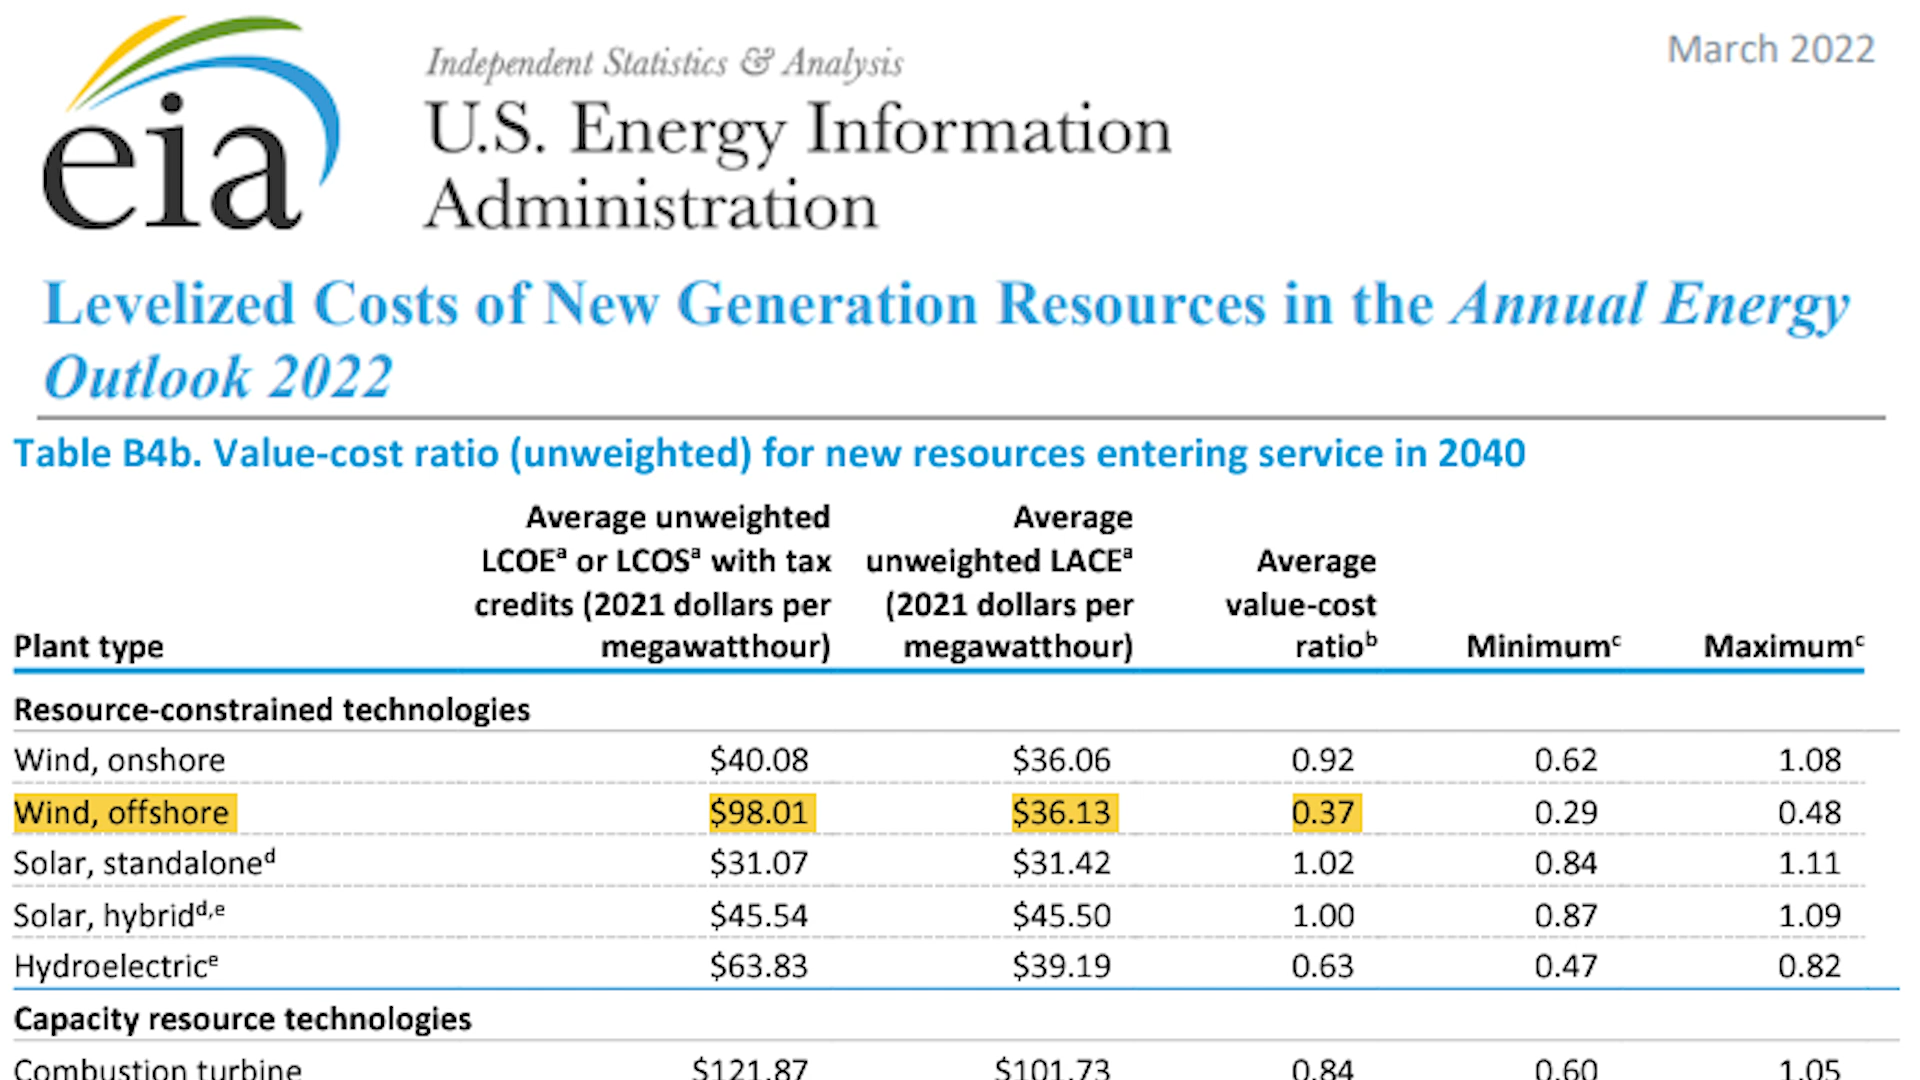 eia
Independent Statistics & Analysis
U.S. Energy Information
Administration
March 2022
Levelized Costs of New Generation Resources in the Annual Energy
Outlook 2022
Table B4b. Value-cost ratio (unweighted) for new resources entering service in 2040
Average unweighted
LCOEᵃ or LCOSᵃ with tax
credits (2021 dollars per
megawatthour)
Average
unweighted LACEᵃ
(2021 dollars per
megawatthour)
Average
value-cost
ratioᵇ
Plant type
Minimumᶜ
Maximumᶜ
Resource-constrained technologies
Wind, onshore $40.08 $36.06 0.92 0.62 1.08
Wind, offshore $98.01 $36.13 0.37 0.29 0.48
Solar, standaloneᵈ $31.07 $31.42 1.02 0.84 1.11
Solar, hybridᵈ,ᵉ $45.54 $45.50 1.00 0.87 1.09
Hydroelectricᵉ $63.83 $39.19 0.63 0.47 0.82
Capacity resource technologies
Combustion turbine $121.87 $101.73 0.84 0.60 1.05